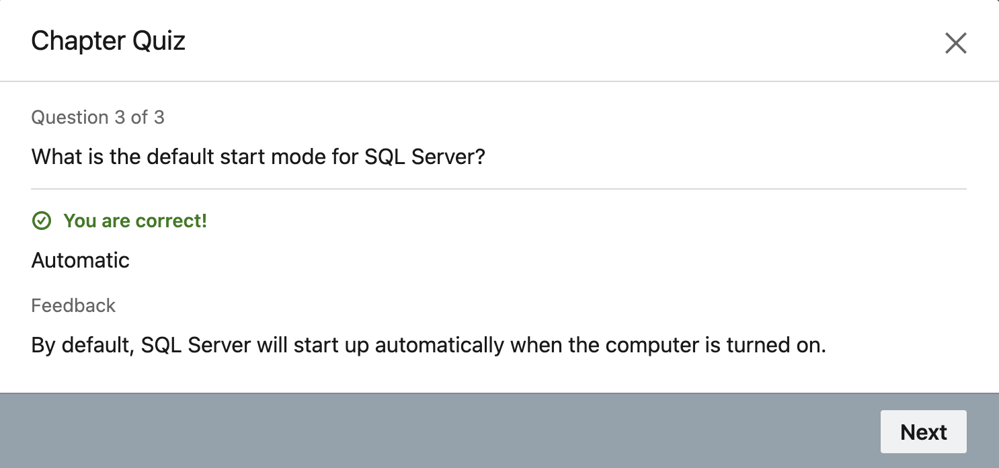 Chapter Quiz
Question 3 of 3
What is the default start mode for SQL Server?
You are correct!
Automatic
Feedback
By default, SQL Server will start up automatically when the computer is turned on.
Next